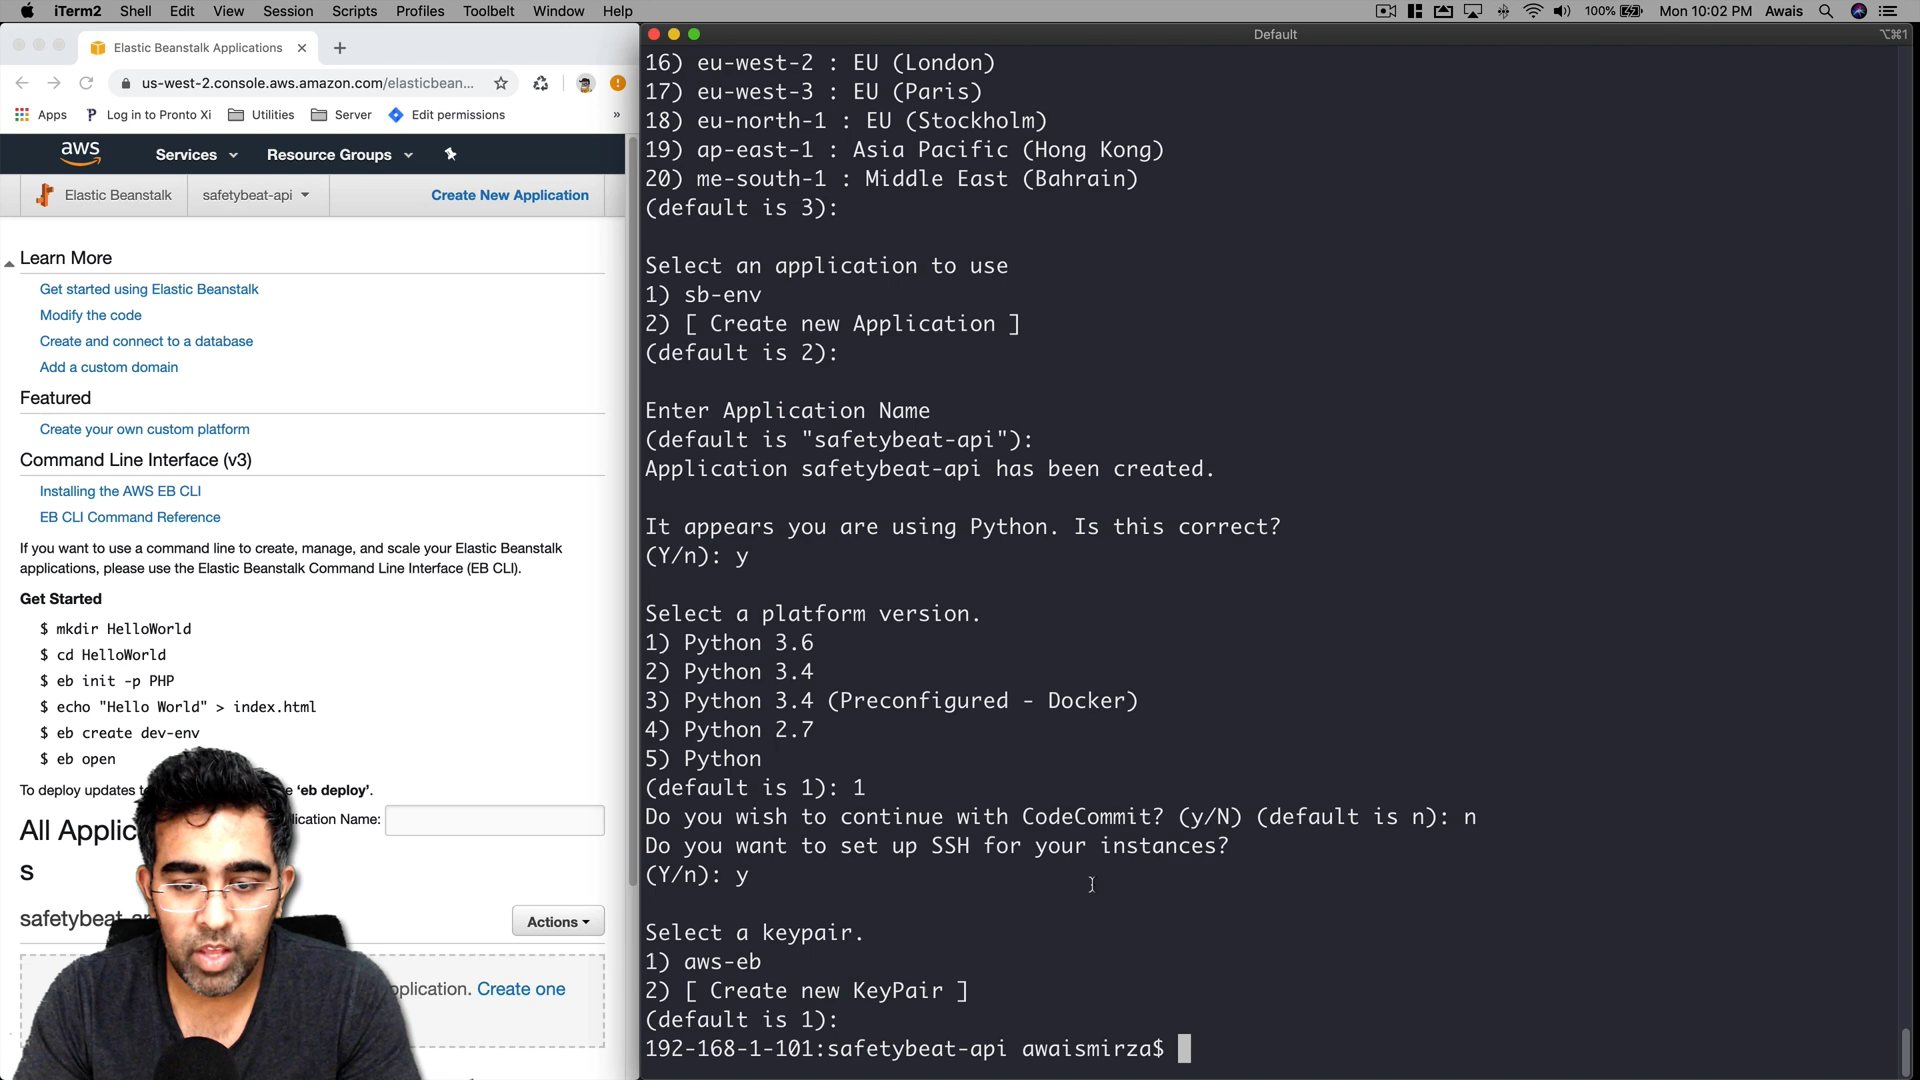 iTerm2 Shell Edit View Session Scripts Profiles Toolbelt Window Help 100% Mon 10:02 PM Awais
Elastic Beanstalk Applications
us-west-2.console.aws.amazon.com/elasticbean...
Apps Log in to Pronto Xi Utilities Server Edit permissions »
aws Services Resource Groups
Elastic Beanstalk safetybeat-api Create New Application
Learn More
Get started using Elastic Beanstalk
Modify the code
Create and connect to a database
Add a custom domain
Featured
Create your own custom platform
Command Line Interface (v3)
Installing the AWS EB CLI
EB CLI Command Reference
If you want to use a command line to create, manage, and scale your Elastic Beanstalk
applications, please use the Elastic Beanstalk Command Line Interface (EB CLI).
Get Started
$ mkdir HelloWorld
$ cd HelloWorld
$ eb init -p PHP
$ echo "Hello World" > index.html
$ eb create dev-env
$ eb open
To deploy updates 'eb deploy'.
All Name:
s
Actions
Create one
Default ⌥⌘1
16) eu-west-2 : EU (London)
17) eu-west-3 : EU (Paris)
18) eu-north-1 : EU (Stockholm)
19) ap-east-1 : Asia Pacific (Hong Kong)
20) me-south-1 : Middle East (Bahrain)
(default is 3):
Select an application to use
1) sb-env
2) [ Create new Application ]
(default is 2):
Enter Application Name
(default is "safetybeat-api"):
Application safetybeat-api has been created.
It appears you are using Python. Is this correct?
(Y/n): y
Select a platform version.
1) Python 3.6
2) Python 3.4
3) Python 3.4 (Preconfigured - Docker)
4) Python 2.7
5) Python
(default is 1): 1
Do you wish to continue with CodeCommit? (y/N) (default is n): n
Do you want to set up SSH for your instances?
(Y/n): y
Select a keypair.
1) aws-eb
2) [ Create new KeyPair ]
(default is 1):
192-168-1-101:safetybeat-api awaismirza$